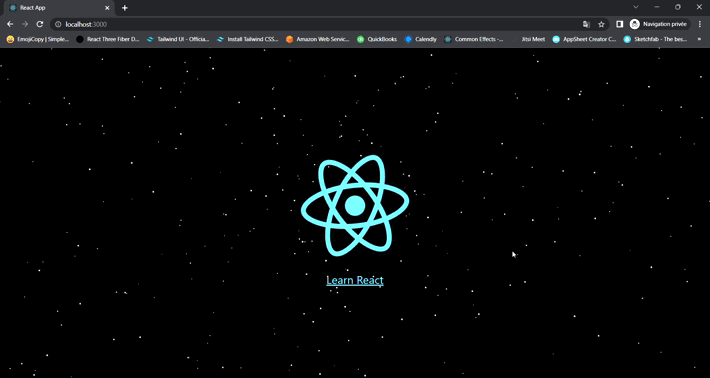 React App
localhost:3000
Navigation privée
EmojiCopy | Simple...
React Three Fiber D...
Tailwind UI - Officia...
Install Tailwind CSS...
Amazon Web Servic...
QuickBooks
Calendly
Common Effects -...
Jitsi Meet
AppSheet Creator C...
Sketchfab - The bes...
Learn React